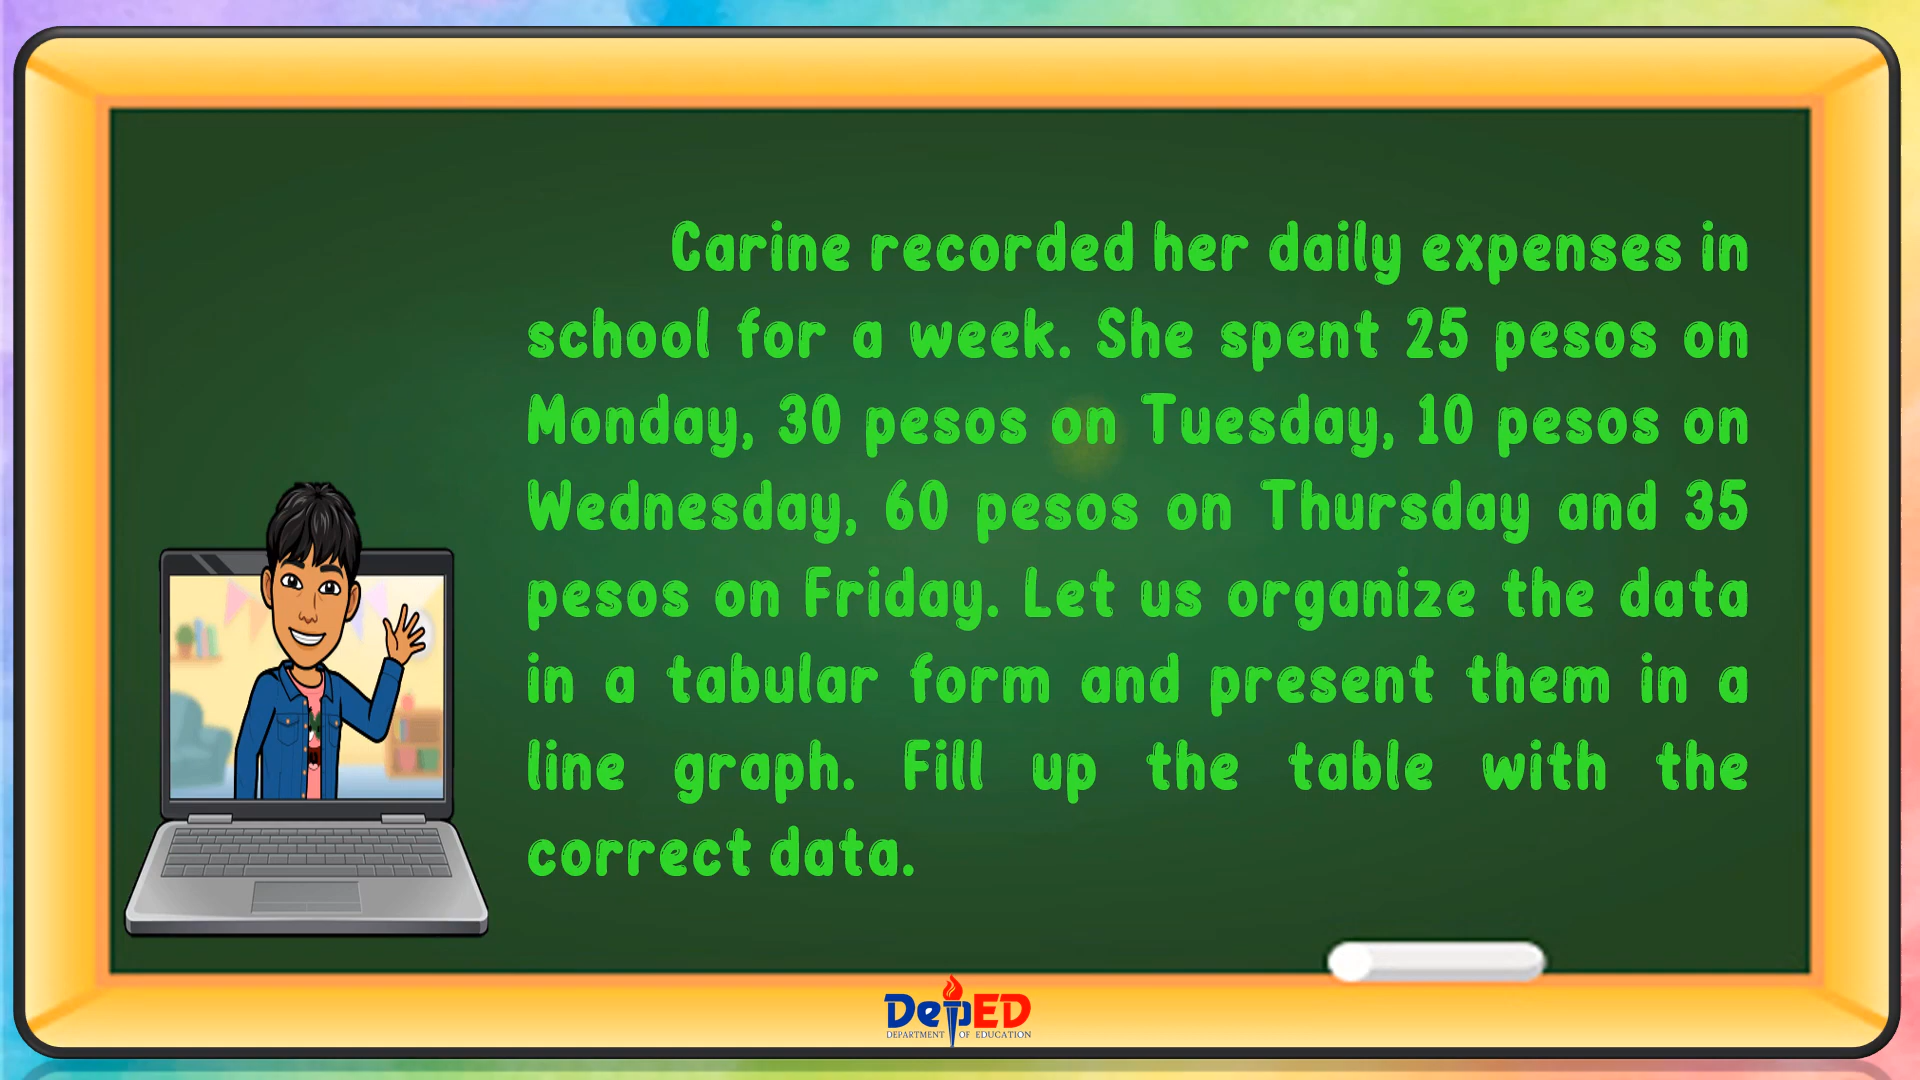 Carine recorded her daily expenses in
school for a week. She spent 25 pesos on
Monday, 30 pesos on Tuesday, 10 pesos on
Wednesday, 60 pesos on Thursday and 35
pesos on Friday. Let us organize the data
in a tabular form and present them in a
line graph. Fill up the table with the
correct data.
DepED
DEPARTMENT OF EDUCATION